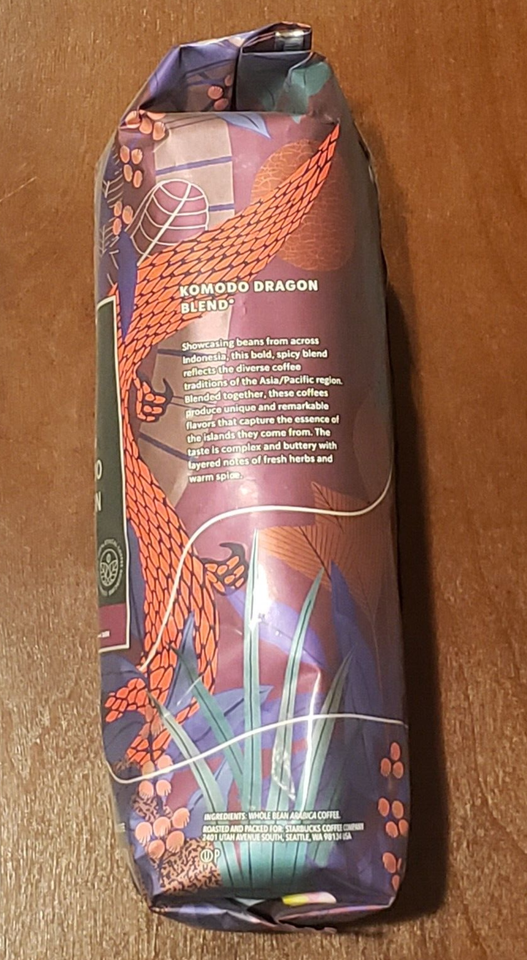 KOMODO DRAGON
BLEND®
Showcasing beans from across
Indonesia, this bold, spicy blend
reflects the diverse coffee
traditions of the Asia/Pacific region.
Blended together, these coffees
produce unique and remarkable
flavors that capture the essence of
the islands they come from. The
taste is complex and buttery with
layered notes of fresh herbs and
warm spice.
O
N
INGREDIENTS: WHOLE BEAN ARABICA COFFEE.
ROASTED AND PACKED FOR: STARBUCKS COFFEE COMPANY
2401 UTAH AVENUE SOUTH, SEATTLE, WA 98134 USA
U P